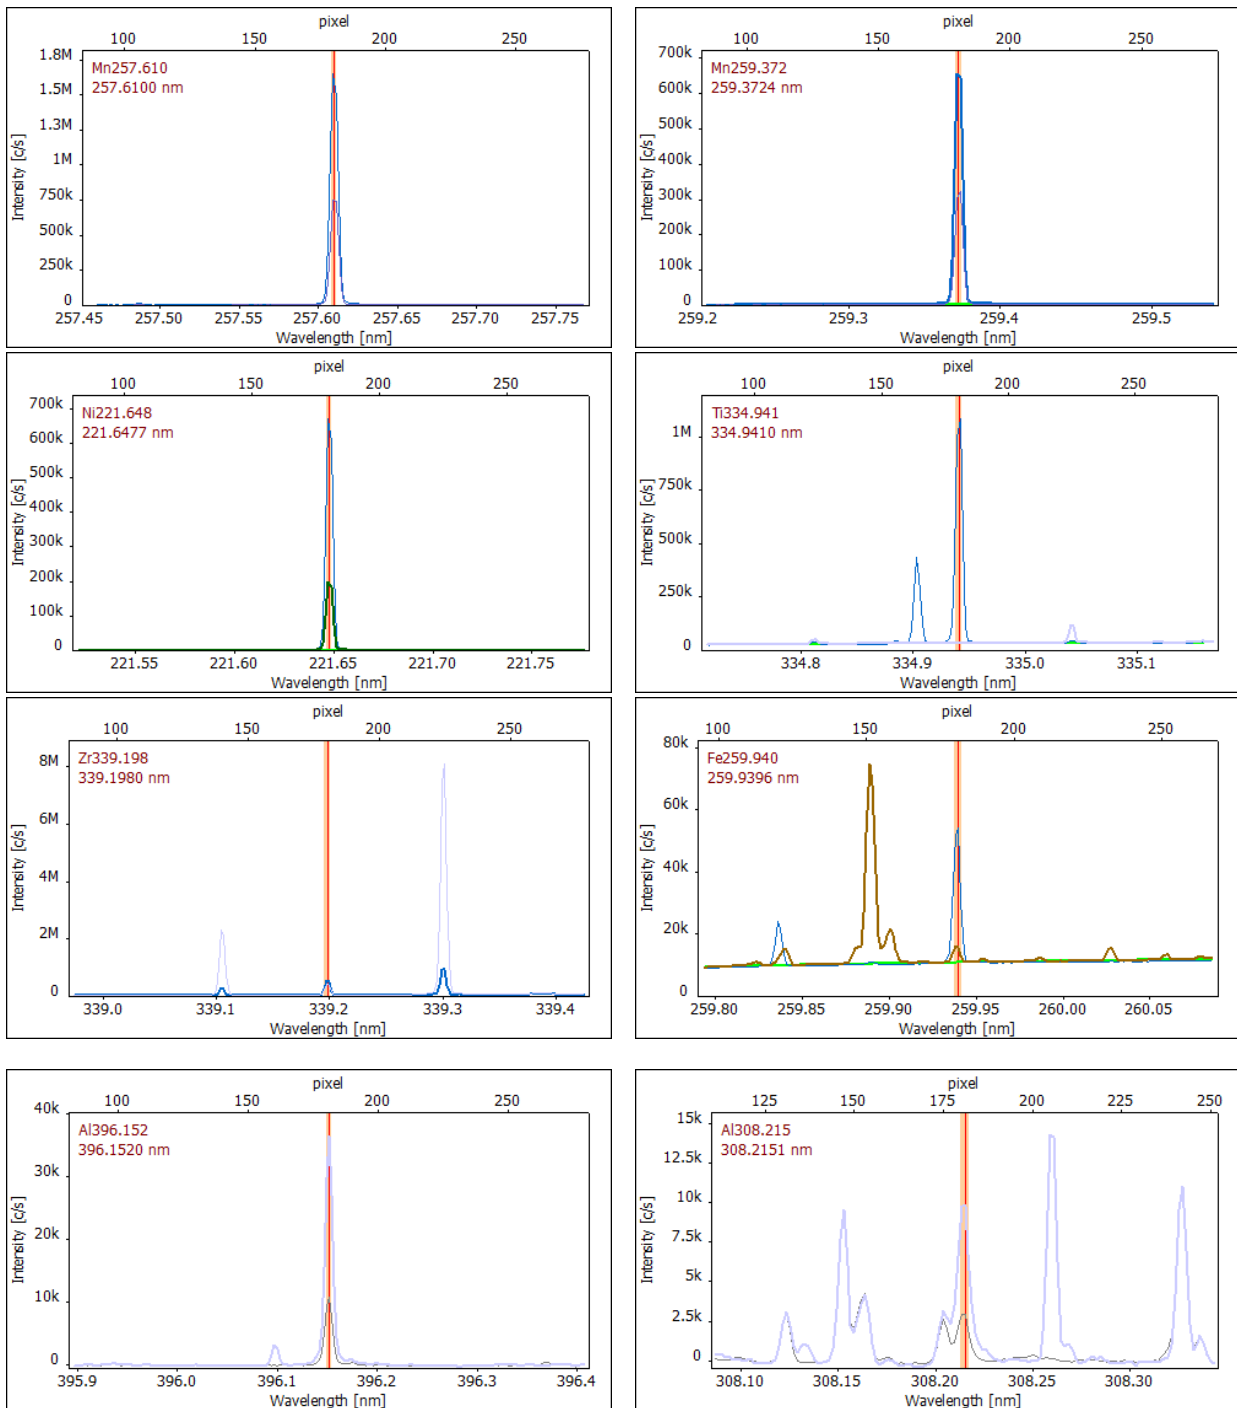 pixel
100 150 200 250
1.8M
Mn257.610
257.6100 nm
1.5M
1.3M
1M
750k
500k
250k
0
Intensity [c/s]
257.45 257.50 257.55 257.60 257.65 257.70 257.75
Wavelength [nm]
pixel
100 150 200 250
700k
Mn259.372
259.3724 nm
600k
500k
400k
300k
200k
100k
0
Intensity [c/s]
259.2 259.3 259.4 259.5
Wavelength [nm]
pixel
100 150 200 250
700k
Ni221.648
221.6477 nm
600k
500k
400k
300k
200k
100k
0
Intensity [c/s]
221.55 221.60 221.65 221.70 221.75
Wavelength [nm]
pixel
100 150 200 250
Ti334.941
334.9410 nm
1M
750k
500k
250k
0
Intensity [c/s]
334.8 334.9 335.0 335.1
Wavelength [nm]
pixel
100 150 200 250
8M
Zr339.198
339.1980 nm
6M
4M
2M
0
Intensity [c/s]
339.0 339.1 339.2 339.3 339.4
Wavelength [nm]
pixel
100 150 200 250
80k
Fe259.940
259.9396 nm
60k
40k
20k
0
Intensity [c/s]
259.80 259.85 259.90 259.95 260.00 260.05
Wavelength [nm]
pixel
100 150 200 250
40k
Al396.152
396.1520 nm
30k
20k
10k
0
Intensity [c/s]
395.9 396.0 396.1 396.2 396.3 396.4
Wavelength [nm]
pixel
125 150 175 200 225 250
15k
Al308.215
308.2151 nm
12.5k
10k
7.5k
5k
2.5k
0
Intensity [c/s]
308.10 308.15 308.20 308.25 308.30
Wavelength [nm]